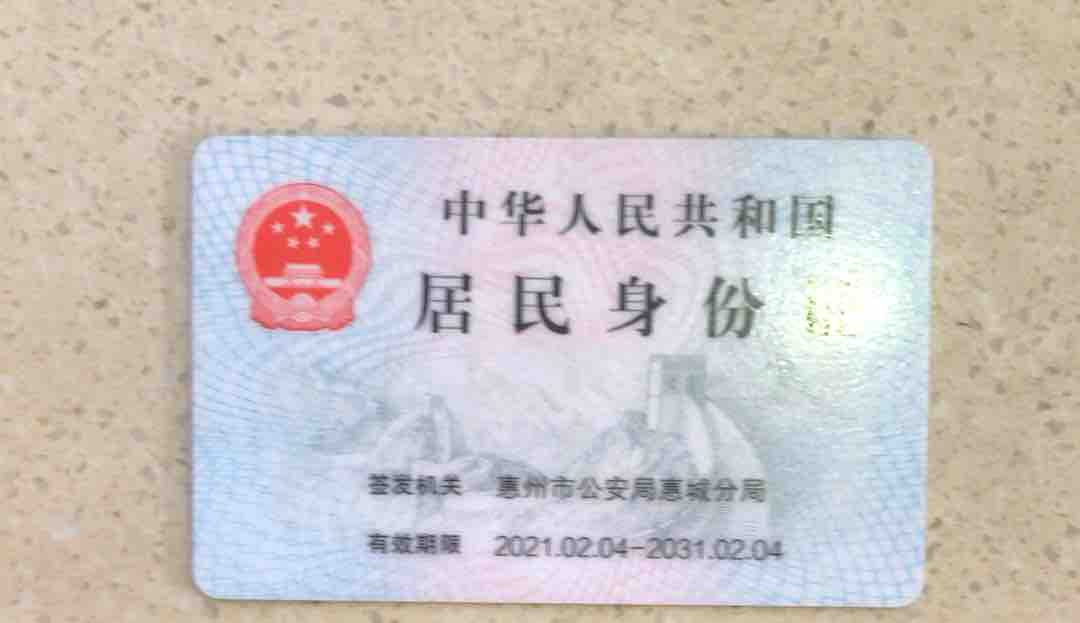 中华人民共和国
居民身份
签发机关 惠州市公安局惠城分局
有效期限 2021.02.04-2031.02.04